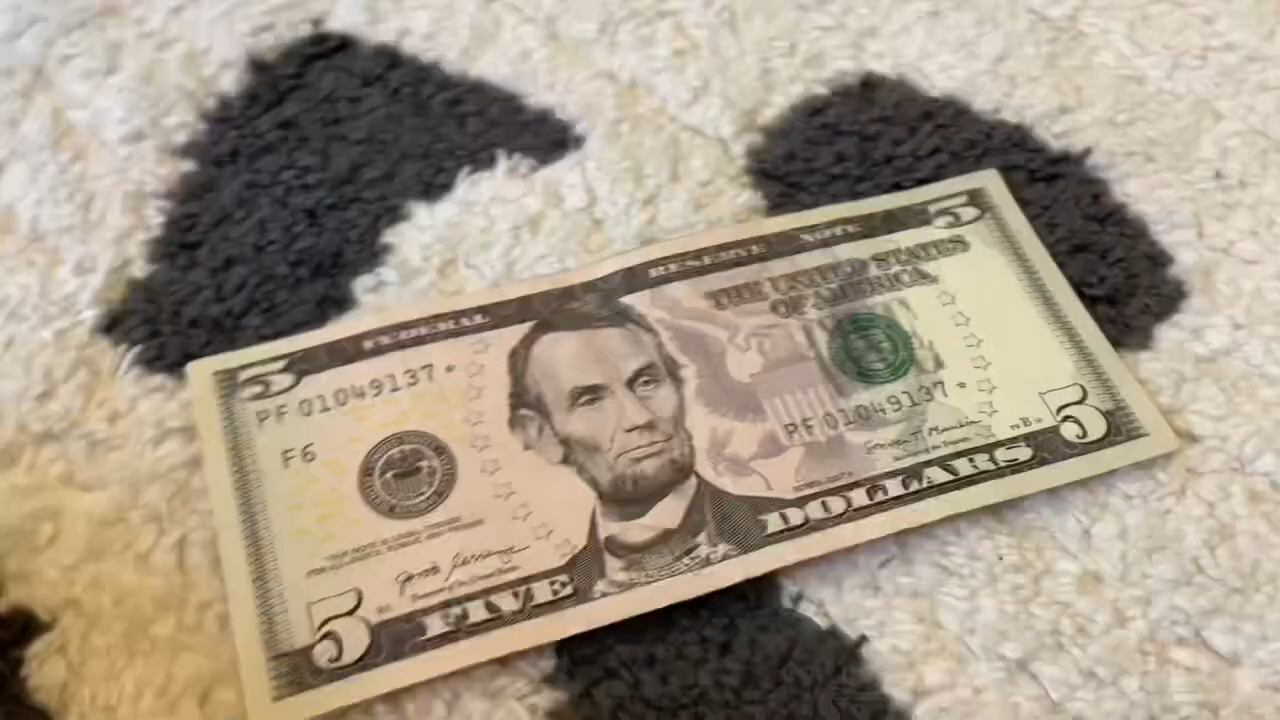 5 FEDERAL RESERVE NOTE 5
THE UNITED STATES
OF AMERICA
PF 01049137 *
F6
PF 01049137 *
5 FIVE DOLLARS 5